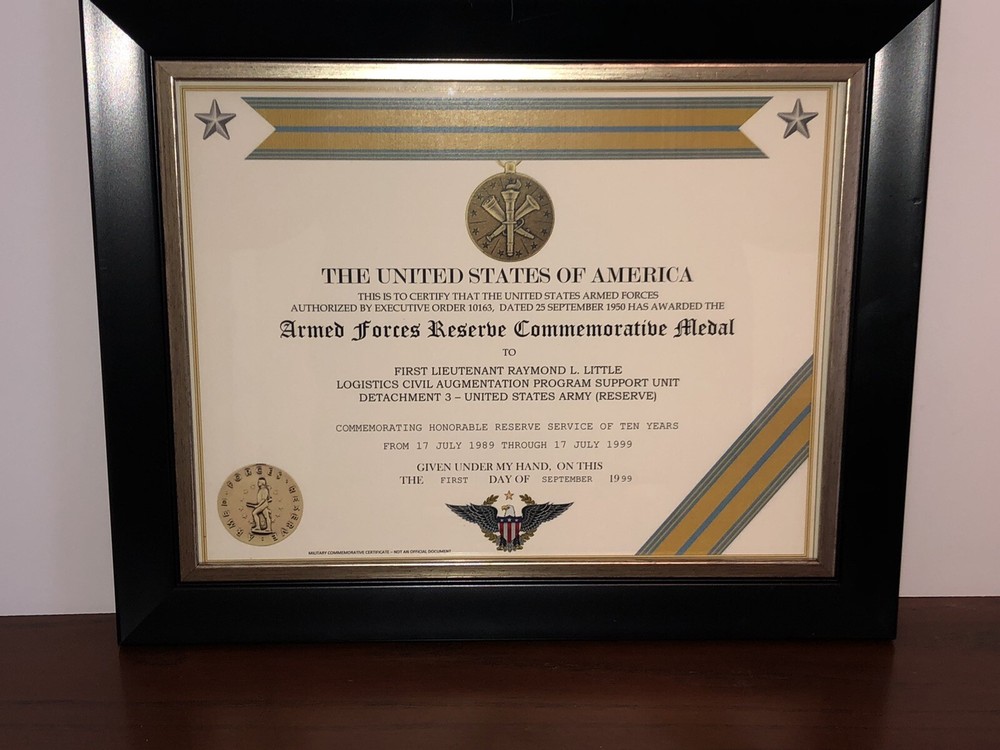 THE UNITED STATES OF AMERICA
THIS IS TO CERTIFY THAT THE UNITED STATES ARMED FORCES
AUTHORIZED BY EXECUTIVE ORDER 10163, DATED 25 SEPTEMBER 1950 HAS AWARDED THE
Armed Forces Reserve Commemorative Medal
TO
FIRST LIEUTENANT RAYMOND L. LITTLE
LOGISTICS CIVIL AUGMENTATION PROGRAM SUPPORT UNIT
DETACHMENT 3 – UNITED STATES ARMY (RESERVE)
COMMEMORATING HONORABLE RESERVE SERVICE OF TEN YEARS
FROM 17 JULY 1989 THROUGH 17 JULY 1999
GIVEN UNDER MY HAND, ON THIS
THE FIRST DAY OF SEPTEMBER 1999
ARMED FORCES RESERVE
MILITARY COMMEMORATIVE CERTIFICATE – NOT AN OFFICIAL DOCUMENT